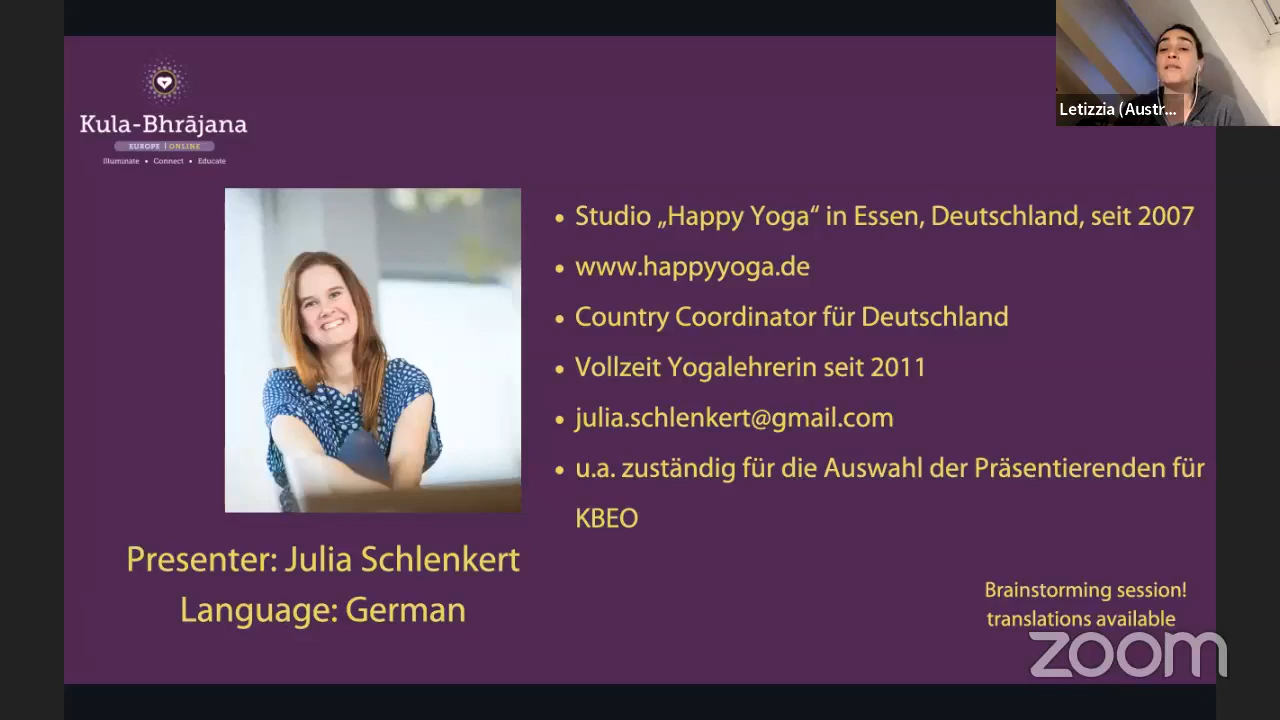 Letizzia (Austr...
Kula-Bhrājana
EUROPE | ONLINE
Illuminate • Connect • Educate
• Studio „Happy Yoga“ in Essen, Deutschland, seit 2007
• www.happyyoga.de
• Country Coordinator für Deutschland
• Vollzeit Yogalehrerin seit 2011
• julia.schlenkert@gmail.com
• u.a. zuständig für die Auswahl der Präsentierenden für
KBEO
Presenter: Julia Schlenkert
Language: German
Brainstorming session!
translations available
zoom